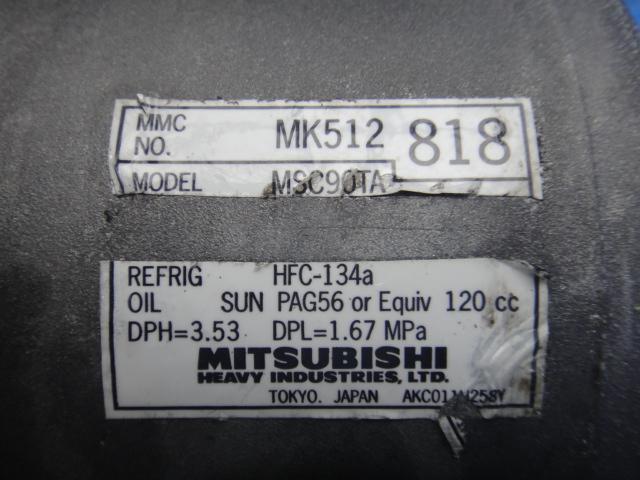 MMC NO. MK512 818
MODEL MSC90TA
REFRIG HFC-134a
OIL SUN PAG56 or Equiv 120 cc
DPH=3.53 DPL=1.67 MPa
MITSUBISHI
HEAVY INDUSTRIES, LTD.
TOKYO. JAPAN